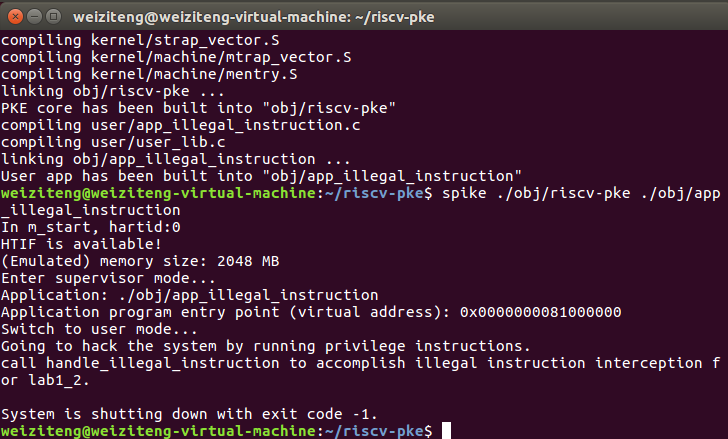 weiziteng@weiziteng-virtual-machine: ~/riscv-pke
compiling kernel/strap_vector.S
compiling kernel/machine/mtrap_vector.S
compiling kernel/machine/mentry.S
linking obj/riscv-pke ...
PKE core has been built into "obj/riscv-pke"
compiling user/app_illegal_instruction.c
compiling user/user_lib.c
linking obj/app_illegal_instruction ...
User app has been built into "obj/app_illegal_instruction"
weiziteng@weiziteng-virtual-machine:~/riscv-pke$ spike ./obj/riscv-pke ./obj/app
_illegal_instruction
In m_start, hartid:0
HTIF is available!
(Emulated) memory size: 2048 MB
Enter supervisor mode...
Application: ./obj/app_illegal_instruction
Application program entry point (virtual address): 0x0000000081000000
Switch to user mode...
Going to hack the system by running privilege instructions.
call handle_illegal_instruction to accomplish illegal instruction interception f
or lab1_2.
System is shutting down with exit code -1.
weiziteng@weiziteng-virtual-machine:~/riscv-pke$